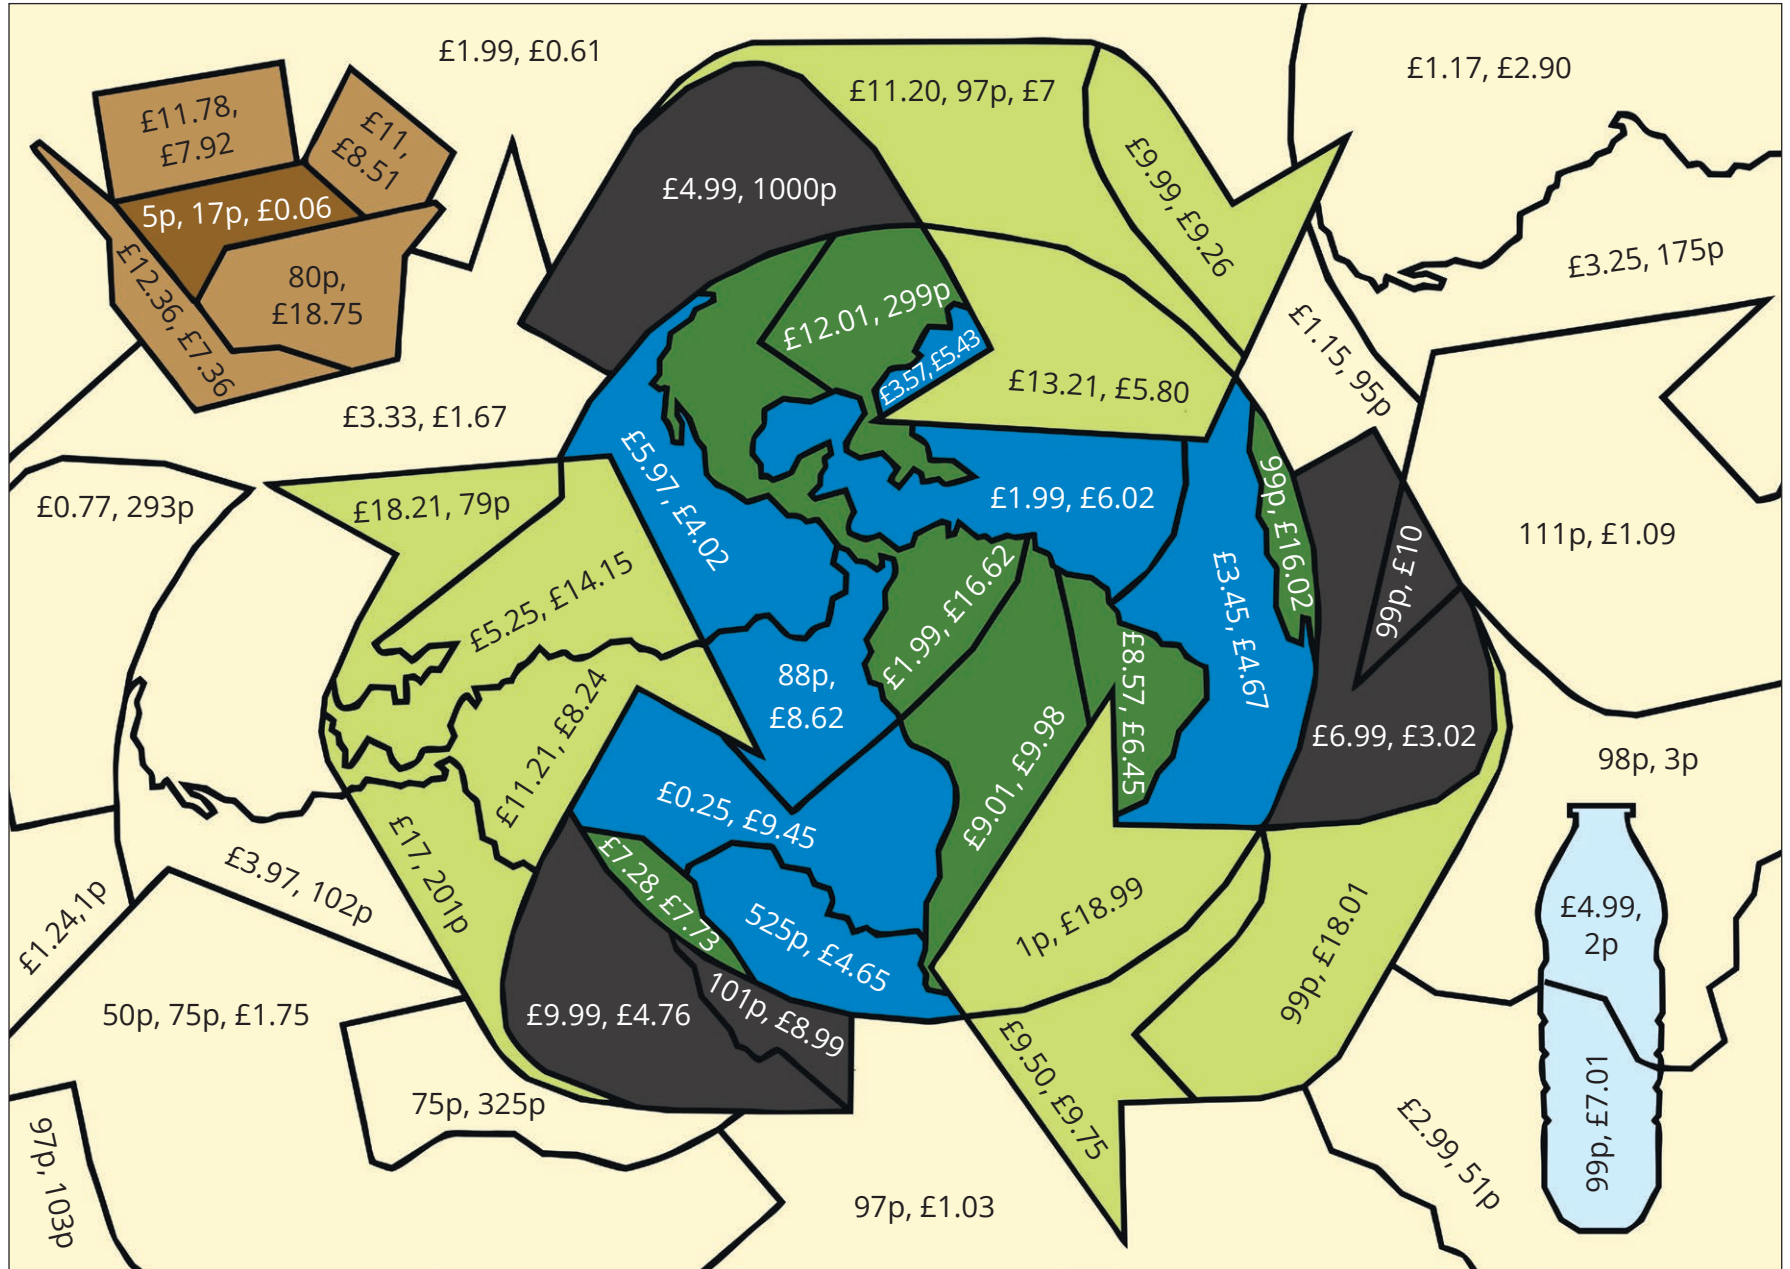 £1.99, £0.61
£1.17, £2.90
£11.20, 97p, £7
£11.78,
£7.92
£11,
£8.51
£4.99, 1000p
£9.99, £9.26
5p, 17p, £0.06
£3.25, 175p
£12.36, £7.36
80p,
£18.75
£12.01, 299p
£1.15, 95p
£3.57, £5.43
£13.21, £5.80
£3.33, £1.67
£0.77, 293p
£18.21, 79p
£5.97, £4.02
£1.99, £6.02
99p, £16.02
99p, £10
111p, £1.09
£5.25, £14.15
£1.99, £16.62
£3.45, £4.67
88p,
£8.62
£8.57, £6.45
£6.99, £3.02
98p, 3p
£11.21, £8.24
£9.01, £9.98
£0.25, £9.45
£17, 201p
£3.97, 102p
£7.28, £7.73
£1.24,1p
525p, £4.65
1p, £18.99
99p, £18.01
£4.99,
2p
50p, 75p, £1.75
£9.99, £4.76
101p, £8.99
£9.50, £9.75
75p, 325p
99p, £7.01
£2.99, 51p
97p, 103p
97p, £1.03